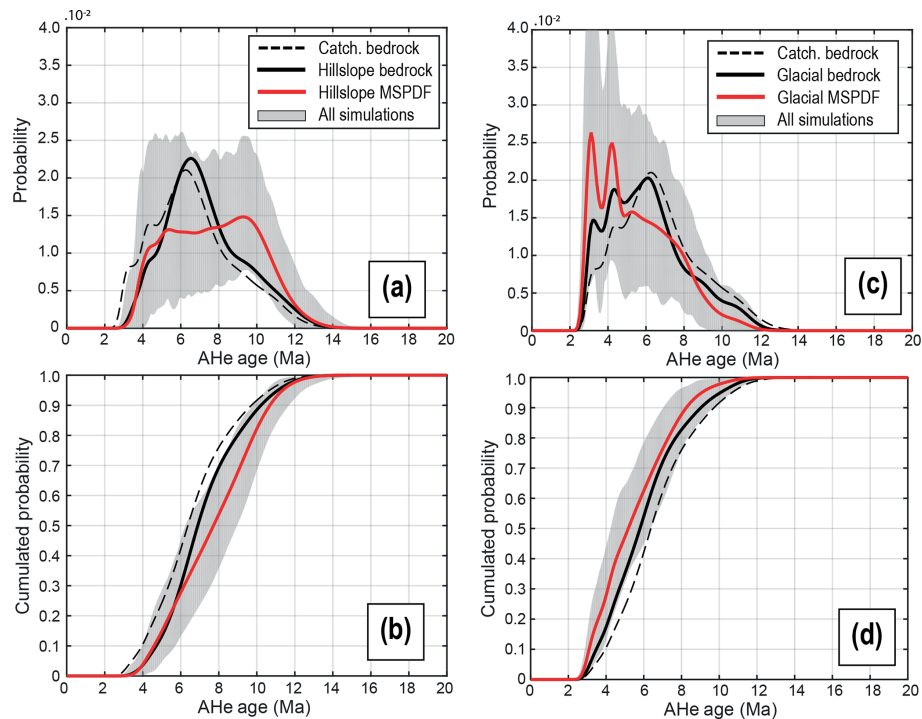 .10⁻²
4.0
3.5
3.0
2.5
2.0
1.5
1.0
0.5
0
Probability
Catch. bedrock
Hillslope bedrock
Hillslope MSPDF
All simulations
(a)
0 2 4 6 8 10 12 14 16 18 20
AHe age (Ma)
.10⁻²
4.0
3.5
3.0
2.5
2.0
1.5
1.0
0.5
0
Probability
Catch. bedrock
Glacial bedrock
Glacial MSPDF
All simulations
(c)
0 2 4 6 8 10 12 14 16 18 20
AHe age (Ma)
1.0
0.9
0.8
0.7
0.6
0.5
0.4
0.3
0.2
0.1
0
Cumulated probability
(b)
0 2 4 6 8 10 12 14 16 18 20
AHe age (Ma)
1.0
0.9
0.8
0.7
0.6
0.5
0.4
0.3
0.2
0.1
0
Cumulated probability
(d)
0 2 4 6 8 10 12 14 16 18 20
AHe age (Ma)